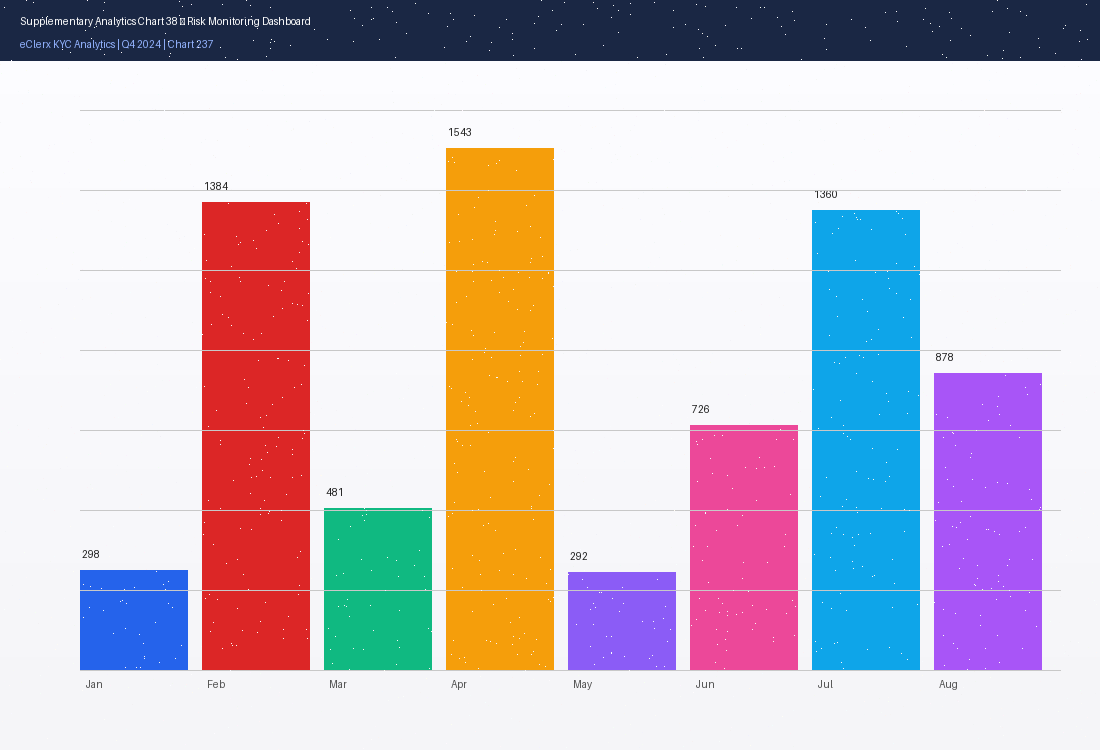 Supplementary Analytics Chart 38 □ Risk Monitoring Dashboard
eClerx KYC Analytics | Q4 2024 | Chart 237
1543
1384
1360
878
726
481
298
292
Jan Feb Mar Apr May Jun Jul Aug